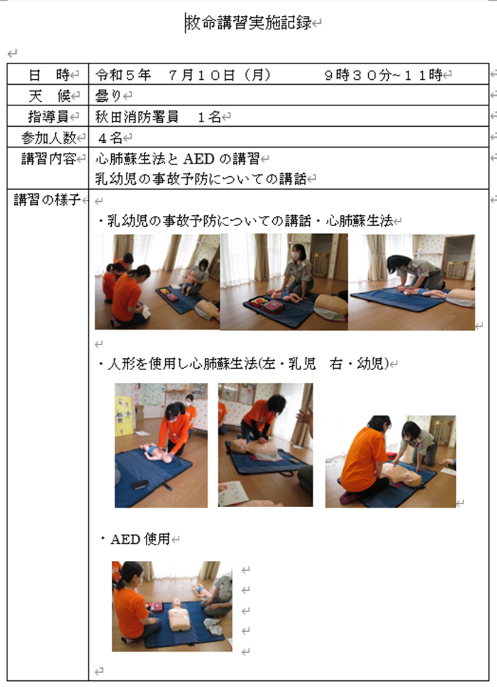 救命講習実施記録
日　時　令和５年　７月１０日（月）　　　９時３０分~１１時
天　候　曇り
指導員　秋田消防署員　１名
参加人数　４名
講習内容　心肺蘇生法とAEDの講習
乳幼児の事故予防についての講話
講習の様子
・乳幼児の事故予防についての講話・心肺蘇生法
・人形を使用し心肺蘇生法(左・乳児　右・幼児)
・AED使用